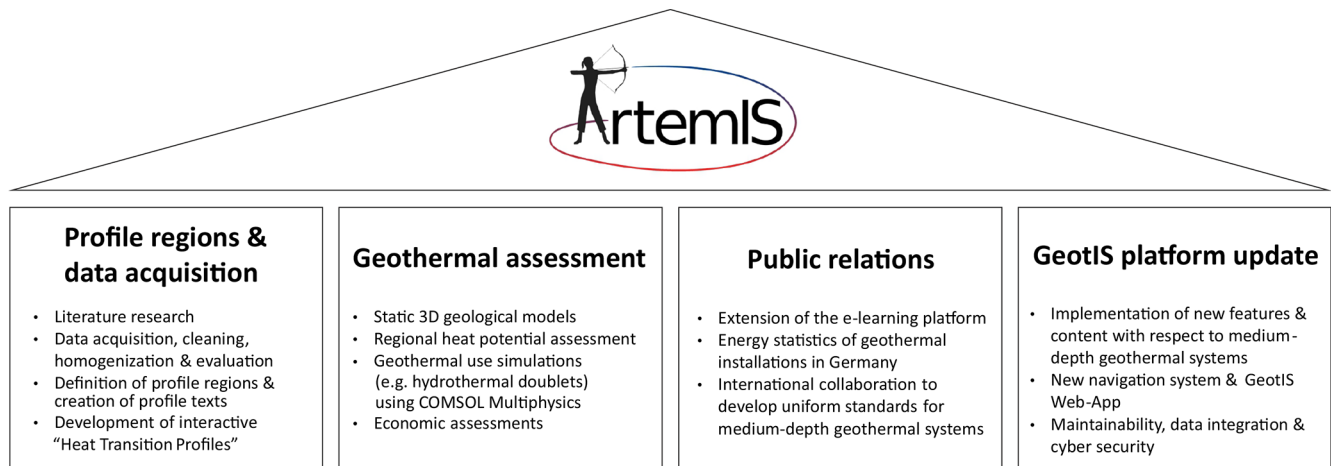 ArtemIS
Profile regions &
data acquisition
• Literature research
• Data acquisition, cleaning,
homogenization & evaluation
• Definition of profile regions &
creation of profile texts
• Development of interactive
“Heat Transition Profiles”
Geothermal assessment
• Static 3D geological models
• Regional heat potential assessment
• Geothermal use simulations
(e.g. hydrothermal doublets)
using COMSOL Multiphysics
• Economic assessments
Public relations
• Extension of the e-learning platform
• Energy statistics of geothermal
installations in Germany
• International collaboration to
develop uniform standards for
medium-depth geothermal systems
GeotIS platform update
• Implementation of new features &
content with respect to medium-
depth geothermal systems
• New navigation system & GeotIS
Web-App
• Maintainability, data integration &
cyber security